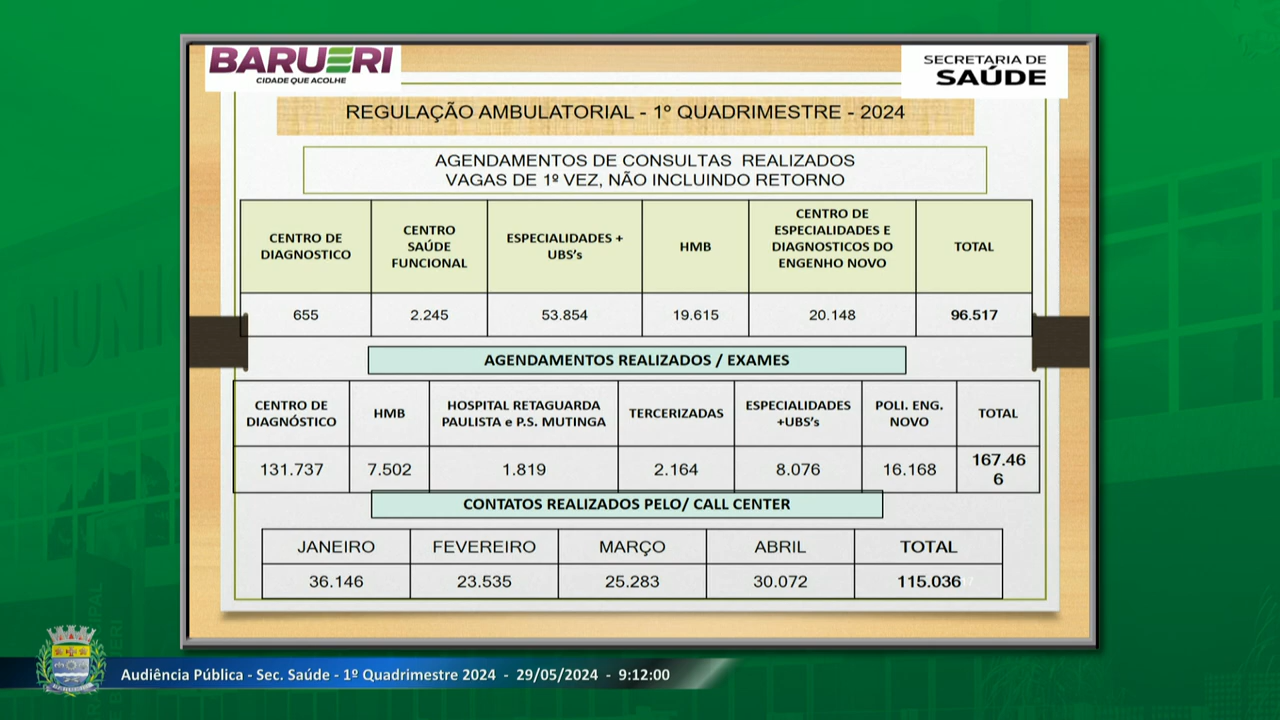 BARUERI
CIDADE QUE ACOLHE
SECRETARIA DE
SAÚDE
REGULAÇÃO AMBULATORIAL - 1º QUADRIMESTRE - 2024
AGENDAMENTOS DE CONSULTAS REALIZADOS
VAGAS DE 1º VEZ, NÃO INCLUINDO RETORNO
CENTRO DE DIAGNOSTICO | CENTRO SAÚDE FUNCIONAL | ESPECIALIDADES + UBS's | HMB | CENTRO DE ESPECIALIDADES E DIAGNOSTICOS DO ENGENHO NOVO | TOTAL
655 | 2.245 | 53.854 | 19.615 | 20.148 | 96.517
AGENDAMENTOS REALIZADOS / EXAMES
CENTRO DE DIAGNÓSTICO | HMB | HOSPITAL RETAGUARDA PAULISTA e P.S. MUTINGA | TERCERIZADAS | ESPECIALIDADES +UBS's | POLI. ENG. NOVO | TOTAL
131.737 | 7.502 | 1.819 | 2.164 | 8.076 | 16.168 | 167.466
CONTATOS REALIZADOS PELO/ CALL CENTER
JANEIRO | FEVEREIRO | MARÇO | ABRIL | TOTAL
36.146 | 23.535 | 25.283 | 30.072 | 115.036
Audiência Pública - Sec. Saúde - 1º Quadrimestre 2024 - 29/05/2024 - 9:12:00